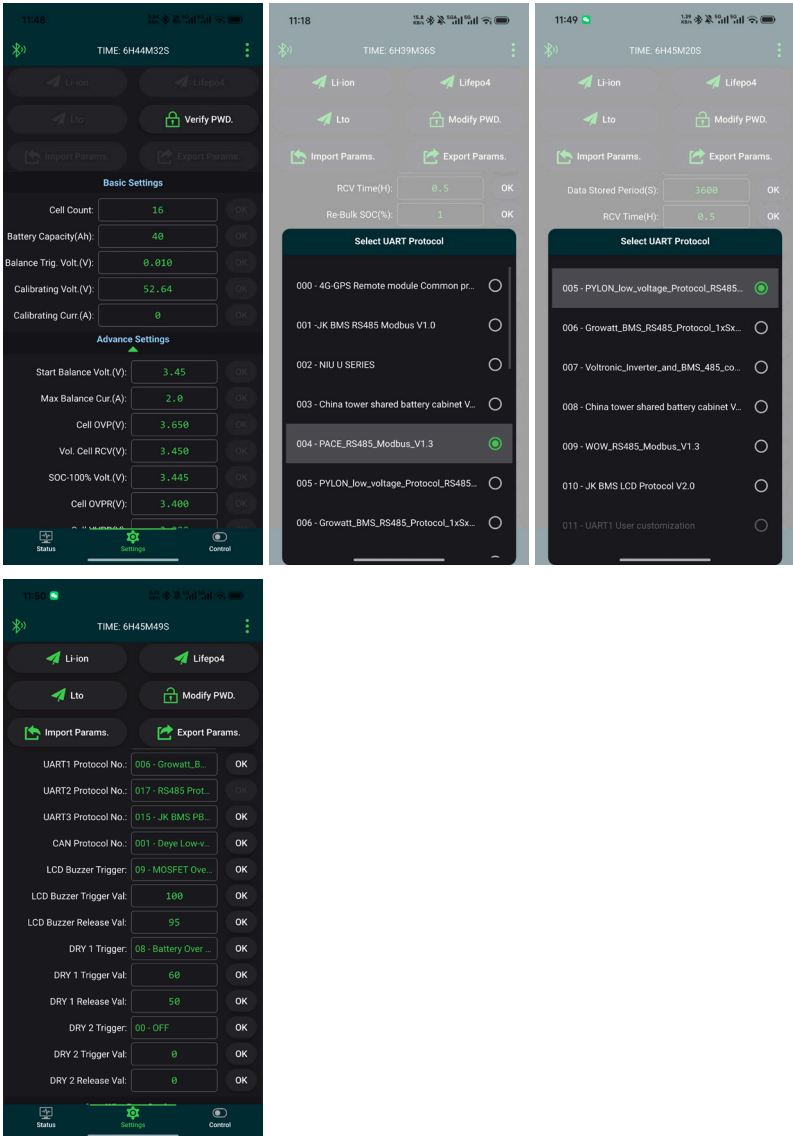 11:48
TIME: 6H44M32S
Li-ion
Lifepo4
Lto
Verify PWD.
Import Params.
Export Params.
Basic Settings
Cell Count: 16 OK
Battery Capacity(Ah): 40 OK
Balance Trig. Volt.(V): 0.010 OK
Calibrating Volt.(V): 52.64 OK
Calibrating Curr.(A): 0 OK
Advance Settings
Start Balance Volt.(V): 3.45 OK
Max Balance Cur.(A): 2.0 OK
Cell OVP(V): 3.650 OK
Vol. Cell RCV(V): 3.450 OK
SOC-100% Volt.(V): 3.445 OK
Cell OVPR(V): 3.400 OK
Status
Settings
Control
11:18
15.8 KB/s 5GA 5G
TIME: 6H39M36S
Li-ion
Lifepo4
Lto
Modify PWD.
Import Params.
Export Params.
RCV Time(H): 0.5 OK
Re-Bulk SOC(%): 1 OK
Select UART Protocol
000 - 4G-GPS Remote module Common pr...
001 -JK BMS RS485 Modbus V1.0
002 - NIU U SERIES
003 - China tower shared battery cabinet V...
004 - PACE_RS485_Modbus_V1.3
005 - PYLON_low_voltage_Protocol_RS485...
006 - Growatt_BMS_RS485_Protocol_1xSx...
11:49
1.39 KB/s 5G 5G
TIME: 6H45M20S
Li-ion
Lifepo4
Lto
Modify PWD.
Import Params.
Export Params.
Data Stored Period(S): 3600 OK
RCV Time(H): 0.5 OK
Select UART Protocol
005 - PYLON_low_voltage_Protocol_RS485...
006 - Growatt_BMS_RS485_Protocol_1xSx...
007 - Voltronic_Inverter_and_BMS_485_co...
008 - China tower shared battery cabinet V...
009 - WOW_RS485_Modbus_V1.3
010 - JK BMS LCD Protocol V2.0
011 - UART1 User customization
11:50
TIME: 6H45M49S
Li-ion
Lifepo4
Lto
Modify PWD.
Import Params.
Export Params.
UART1 Protocol No.: 006 - Growatt_B... OK
UART2 Protocol No.: 017 - RS485 Prot... OK
UART3 Protocol No.: 015 - JK BMS PB... OK
CAN Protocol No.: 001 - Deye Low-v... OK
LCD Buzzer Trigger: 09 - MOSFET Ove... OK
LCD Buzzer Trigger Val: 100 OK
LCD Buzzer Release Val: 95 OK
DRY 1 Trigger: 08 - Battery Over ... OK
DRY 1 Trigger Val: 60 OK
DRY 1 Release Val: 50 OK
DRY 2 Trigger: 00 - OFF OK
DRY 2 Trigger Val: 0 OK
DRY 2 Release Val: 0 OK
Status
Settings
Control